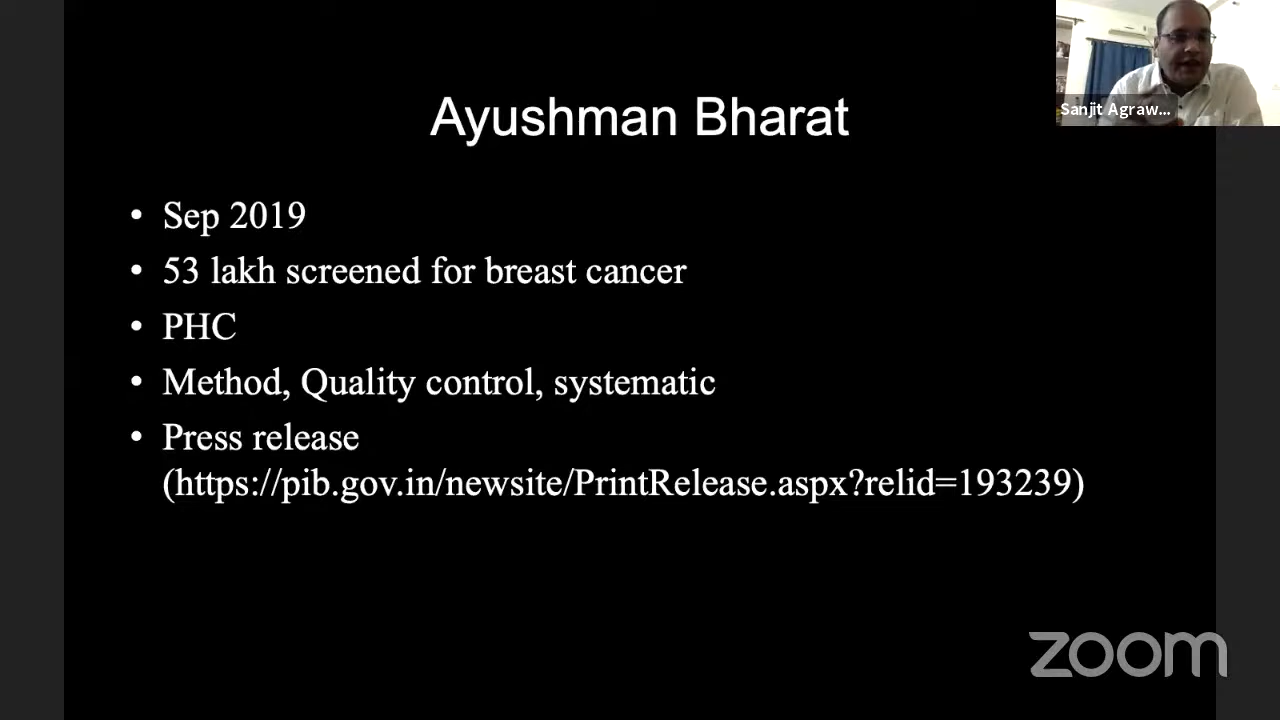 Ayushman Bharat
Sanjit Agraw...
• Sep 2019
• 53 lakh screened for breast cancer
• PHC
• Method, Quality control, systematic
• Press release
(https://pib.gov.in/newsite/PrintRelease.aspx?relid=193239)
zoom